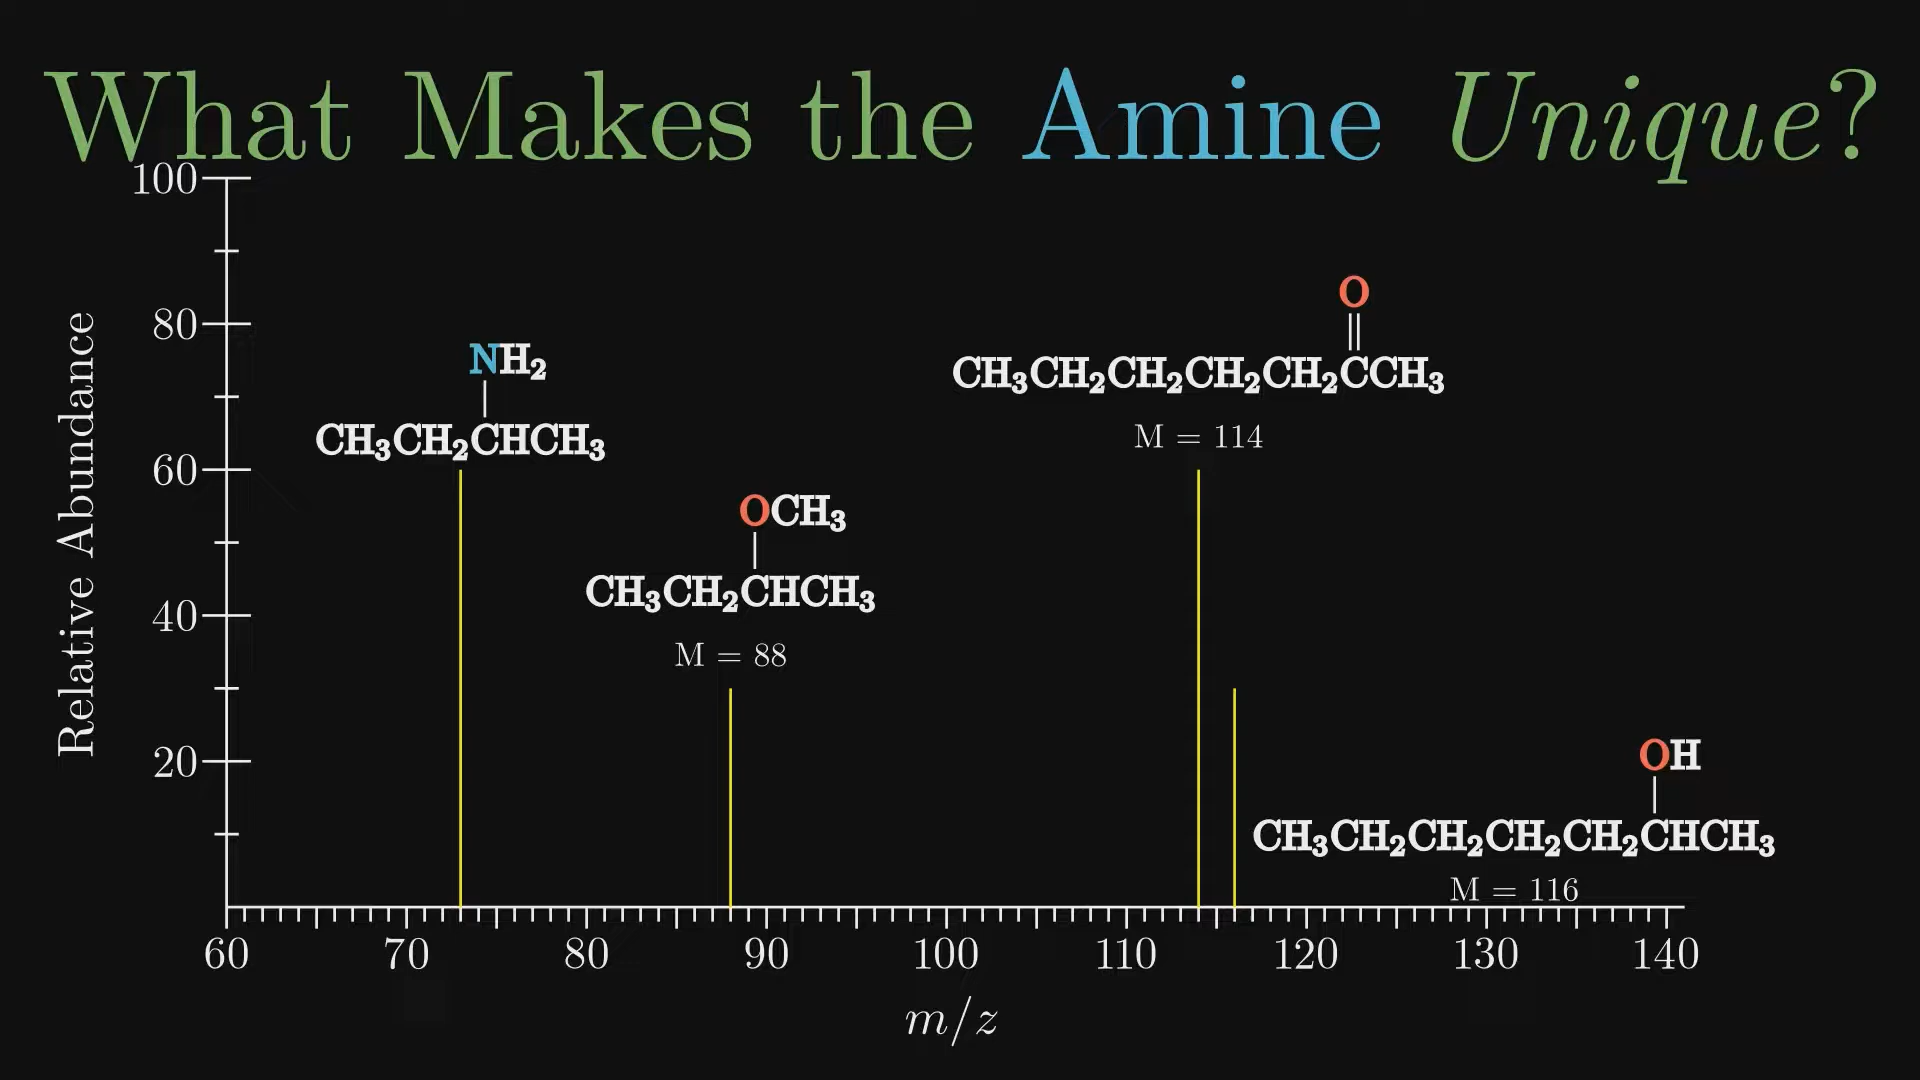 What Makes the Amine Unique?
100
80
60
40
20
Relative Abundance
NH₂
CH₃CH₂CHCH₃
OCH₃
CH₃CH₂CHCH₃
M = 88
O
CH₃CH₂CH₂CH₂CH₂CCH₃
M = 114
OH
CH₃CH₂CH₂CH₂CH₂CHCH₃
M = 116
60 70 80 90 100 110 120 130 140
m/z